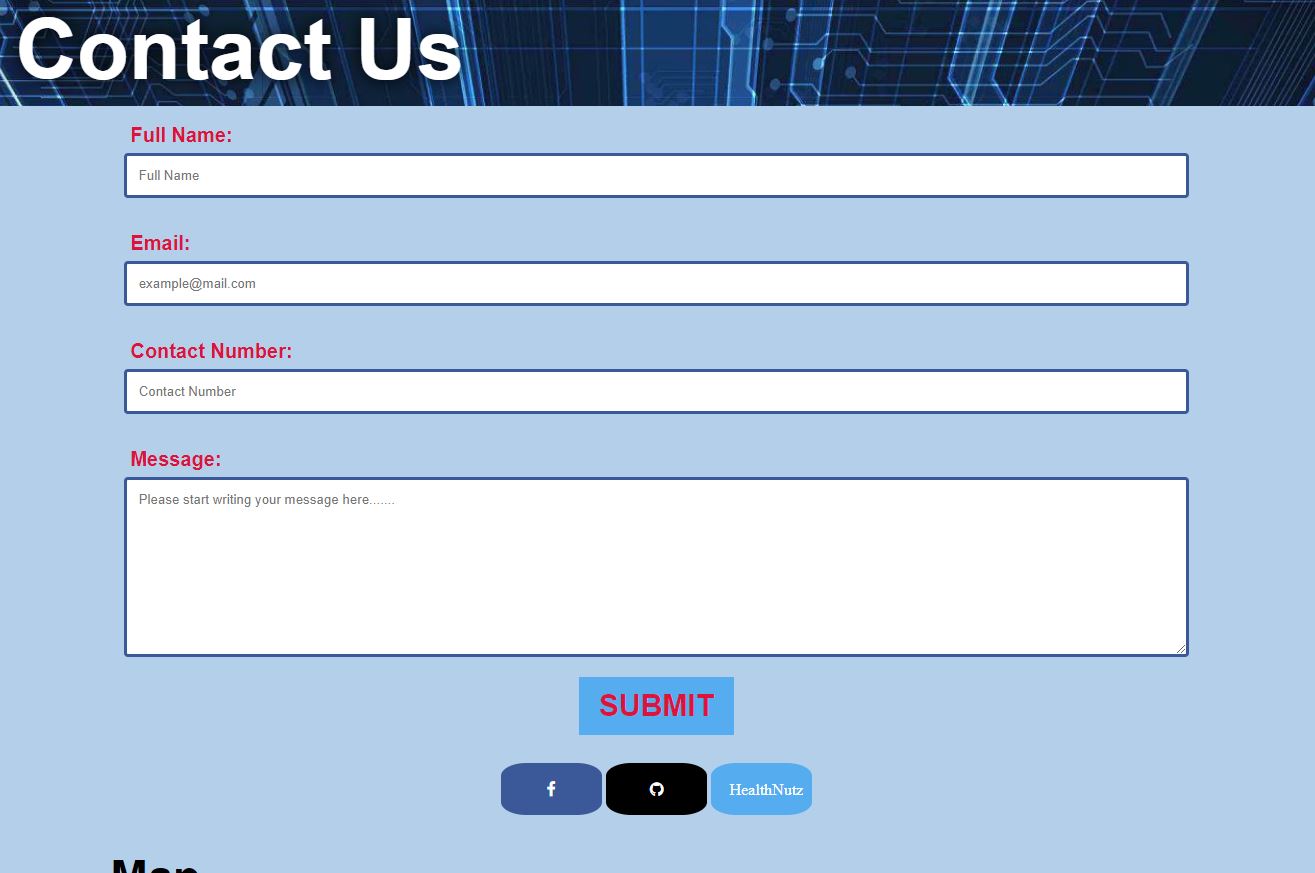 Contact Us
Full Name:
Full Name
Email:
example@mail.com
Contact Number:
Contact Number
Message:
Please start writing your message here.......
SUBMIT
HealthNutz
Map